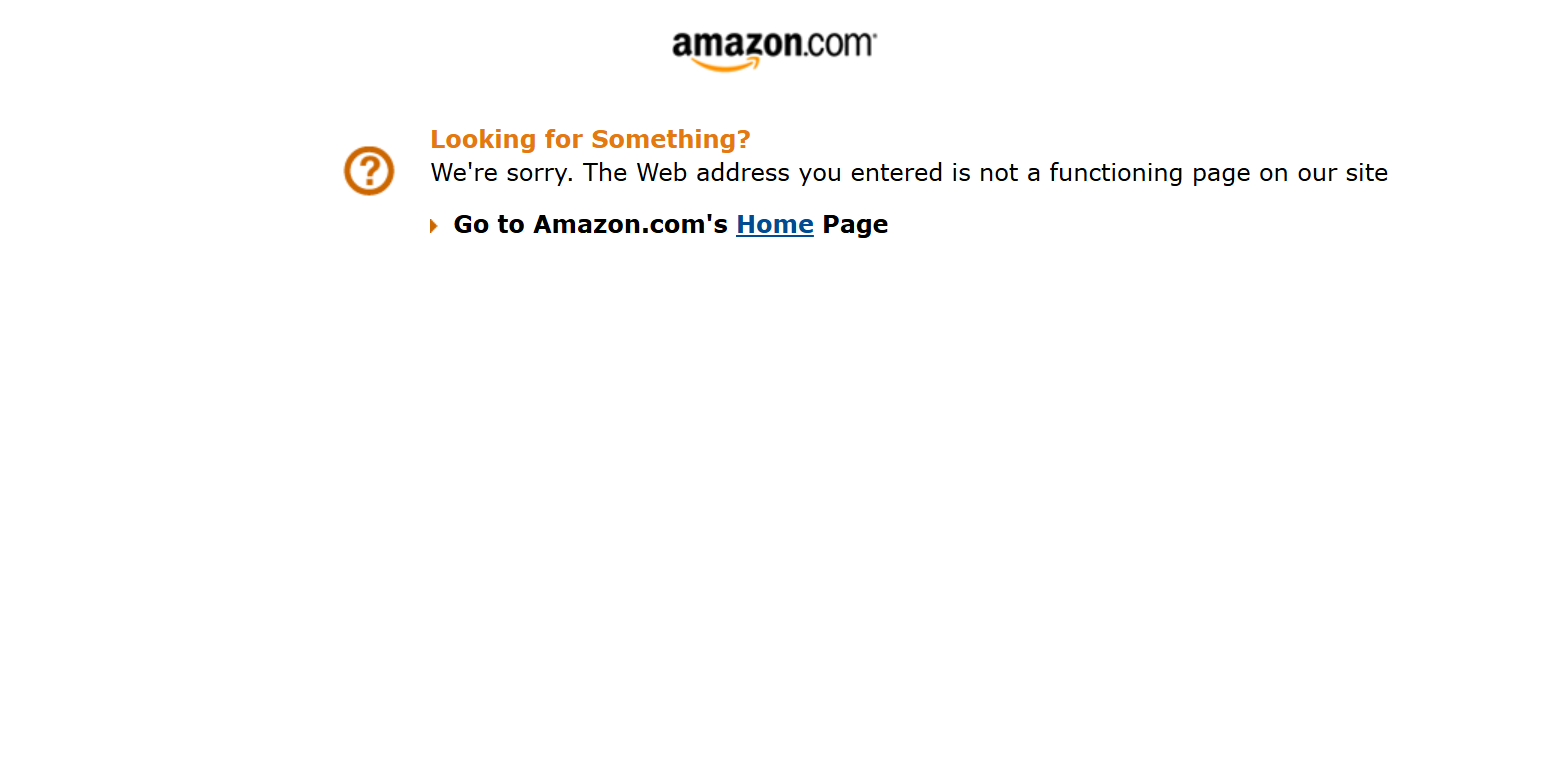 amazon.com
Looking for Something?
We're sorry. The Web address you entered is not a functioning page on our site
Go to Amazon.com's Home Page